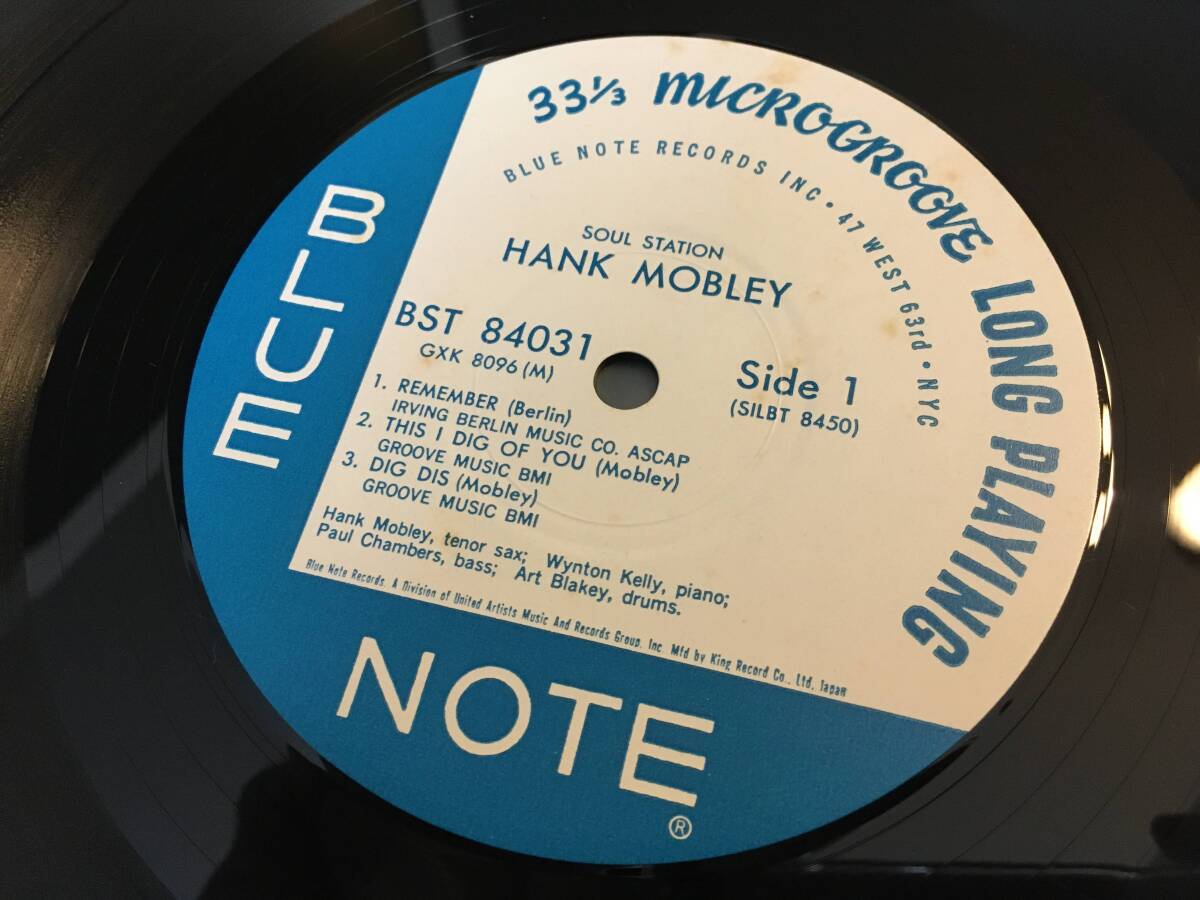 33⅓ MICROGROOVE LONG PLAYING
BLUE NOTE RECORDS INC · 47 WEST 63rd · NYC
SOUL STATION
HANK MOBLEY
BST 84031
GXK 8096 (M)
Side 1
(SILBT 8450)
1. REMEMBER (Berlin)
IRVING BERLIN MUSIC CO. ASCAP
2. THIS I DIG OF YOU (Mobley)
GROOVE MUSIC BMI
3. DIG DIS (Mobley)
GROOVE MUSIC BMI
Hank Mobley, tenor sax; Wynton Kelly, piano;
Paul Chambers, bass; Art Blakey, drums.
Blue Note Records. A Division of United Artists Music And Records Group, Inc. Mfd by King Record Co., Ltd, Japan
BLUE
NOTE
®